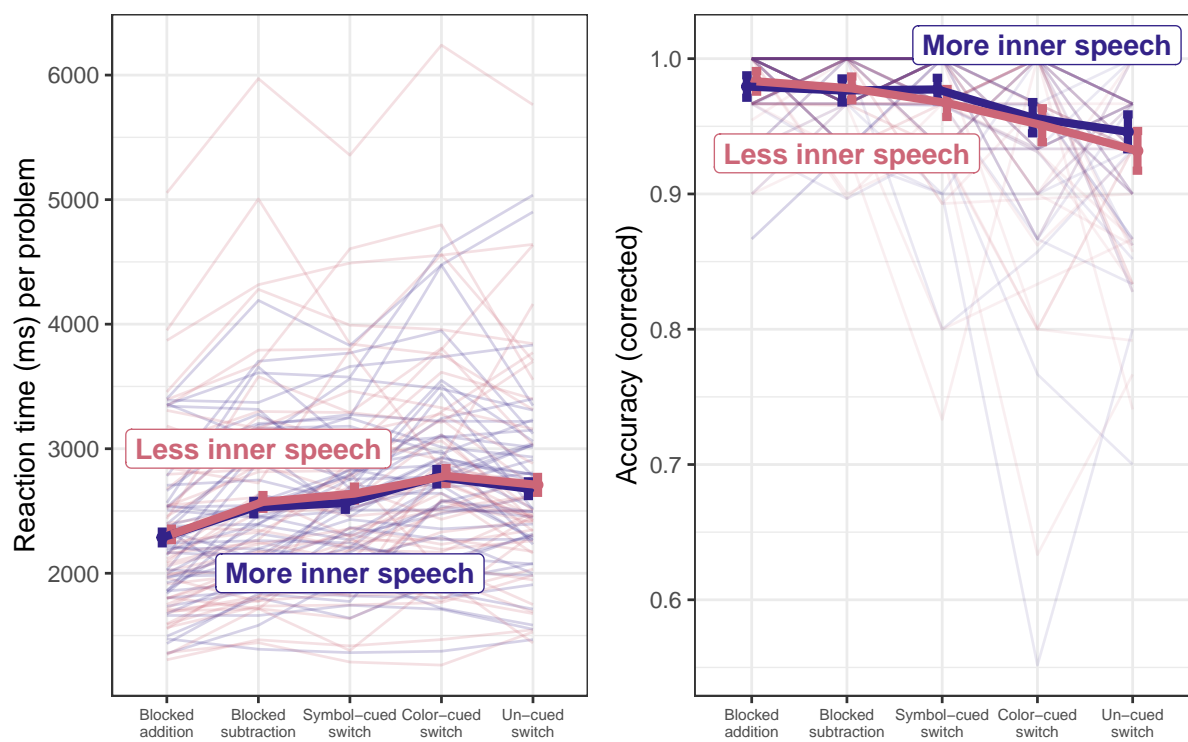 Reaction time (ms) per problem
6000
5000
4000
3000
2000
Less inner speech
More inner speech
Blocked
addition
Blocked
subtraction
Symbol–cued
switch
Color–cued
switch
Un–cued
switch
Accuracy (corrected)
1.0
0.9
0.8
0.7
0.6
More inner speech
Less inner speech
Blocked
addition
Blocked
subtraction
Symbol–cued
switch
Color–cued
switch
Un–cued
switch